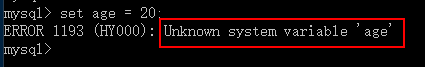 mysql> set age = 20;
ERROR 1193 (HY000): Unknown system variable 'age'
mysql>